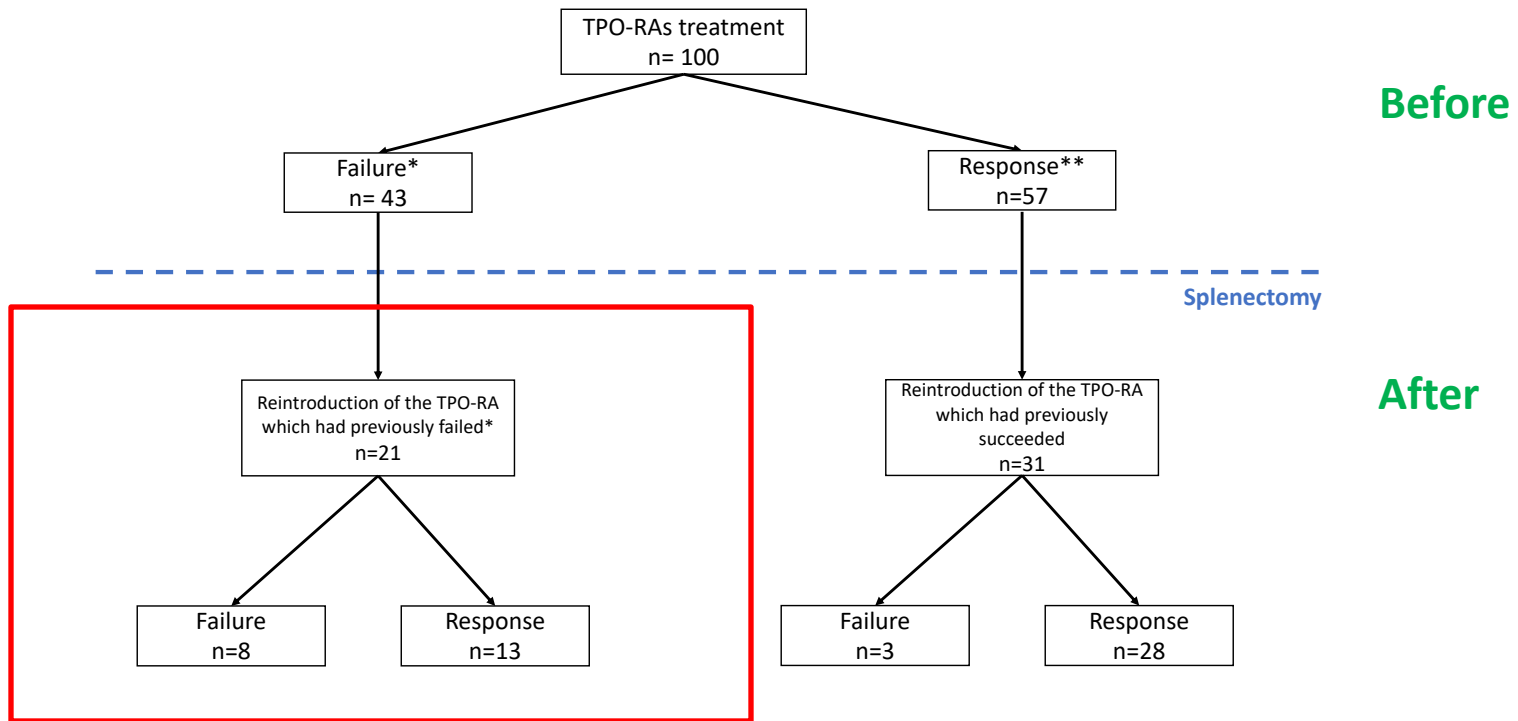 TPO-RAs treatment
n= 100
Before
Failure*
n= 43
Response**
n=57
Splenectomy
After
Reintroduction of the TPO-RA
which had previously failed*
n=21
Reintroduction of the TPO-RA
which had previously
succeeded
n=31
Failure
n=8
Response
n=13
Failure
n=3
Response
n=28